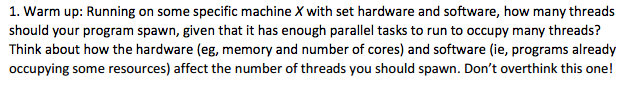 1. Warm up: Running on some specific machine X with set hardware and software, how many threads
should your program spawn, given that it has enough parallel tasks to run to occupy many threads?
Think about how the hardware (eg, memory and number of cores) and software (ie, programs already
occupying some resources) affect the number of threads you should spawn. Don’t overthink this one!